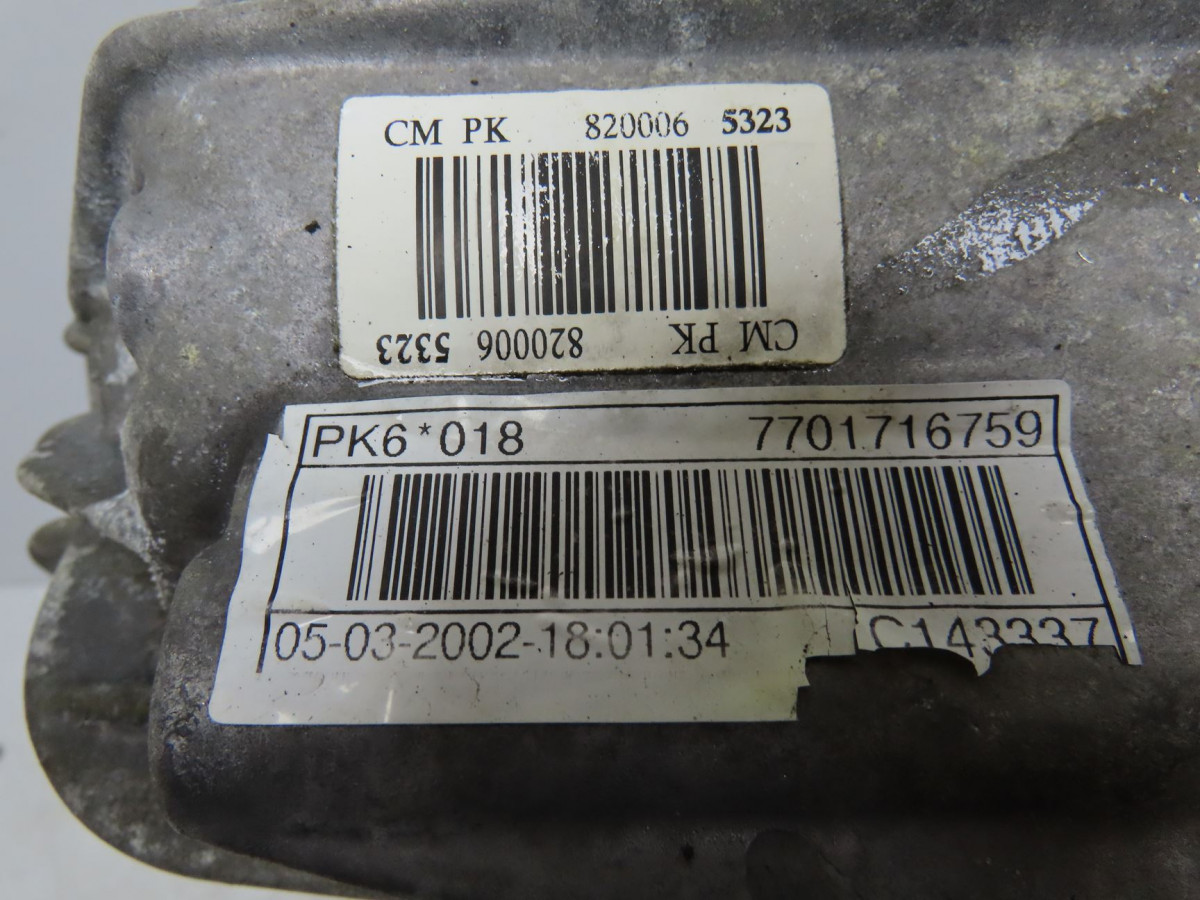 CM PK 820006 5323
CM PK 820006 5323
PK6*018 7701716759
05-03-2002-18:01:34 C143337